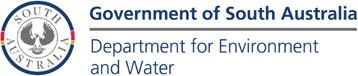 SOUTH
AUSTRALIA
Government of South Australia
Department for Environment
and Water